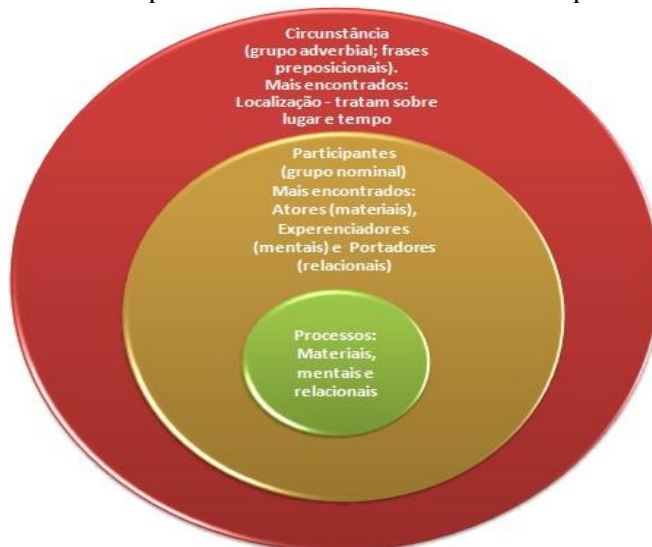 Circunstância
(grupo adverbial; frases
preposicionais).
Mais encontrados:
Localização - tratam sobre
lugar e tempo
Participantes
(grupo nominal)
Mais encontrados:
Atores (materiais),
Experenciadores
(mentais) e Portadores
(relacionais)
Processos:
Materiais,
mentais e
relacionais